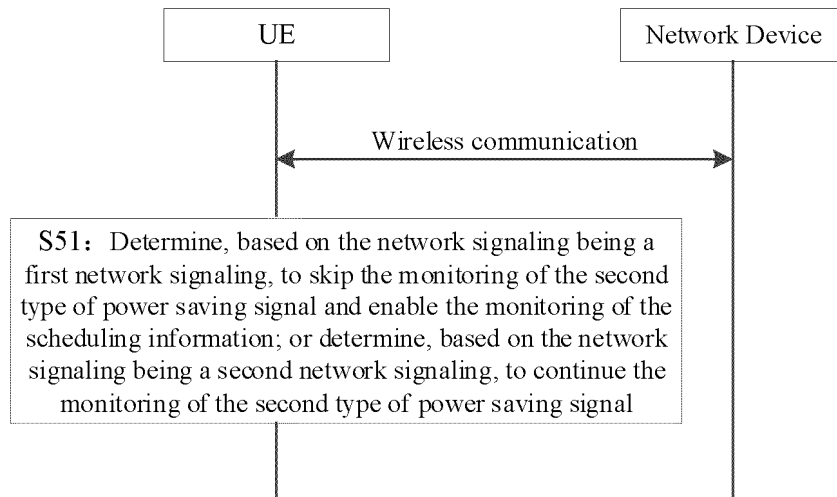 UE
Network Device
Wireless communication
S51: Determine, based on the network signaling being a
first network signaling, to skip the monitoring of the second
type of power saving signal and enable the monitoring of the
scheduling information; or determine, based on the network
signaling being a second network signaling, to continue the
monitoring of the second type of power saving signal